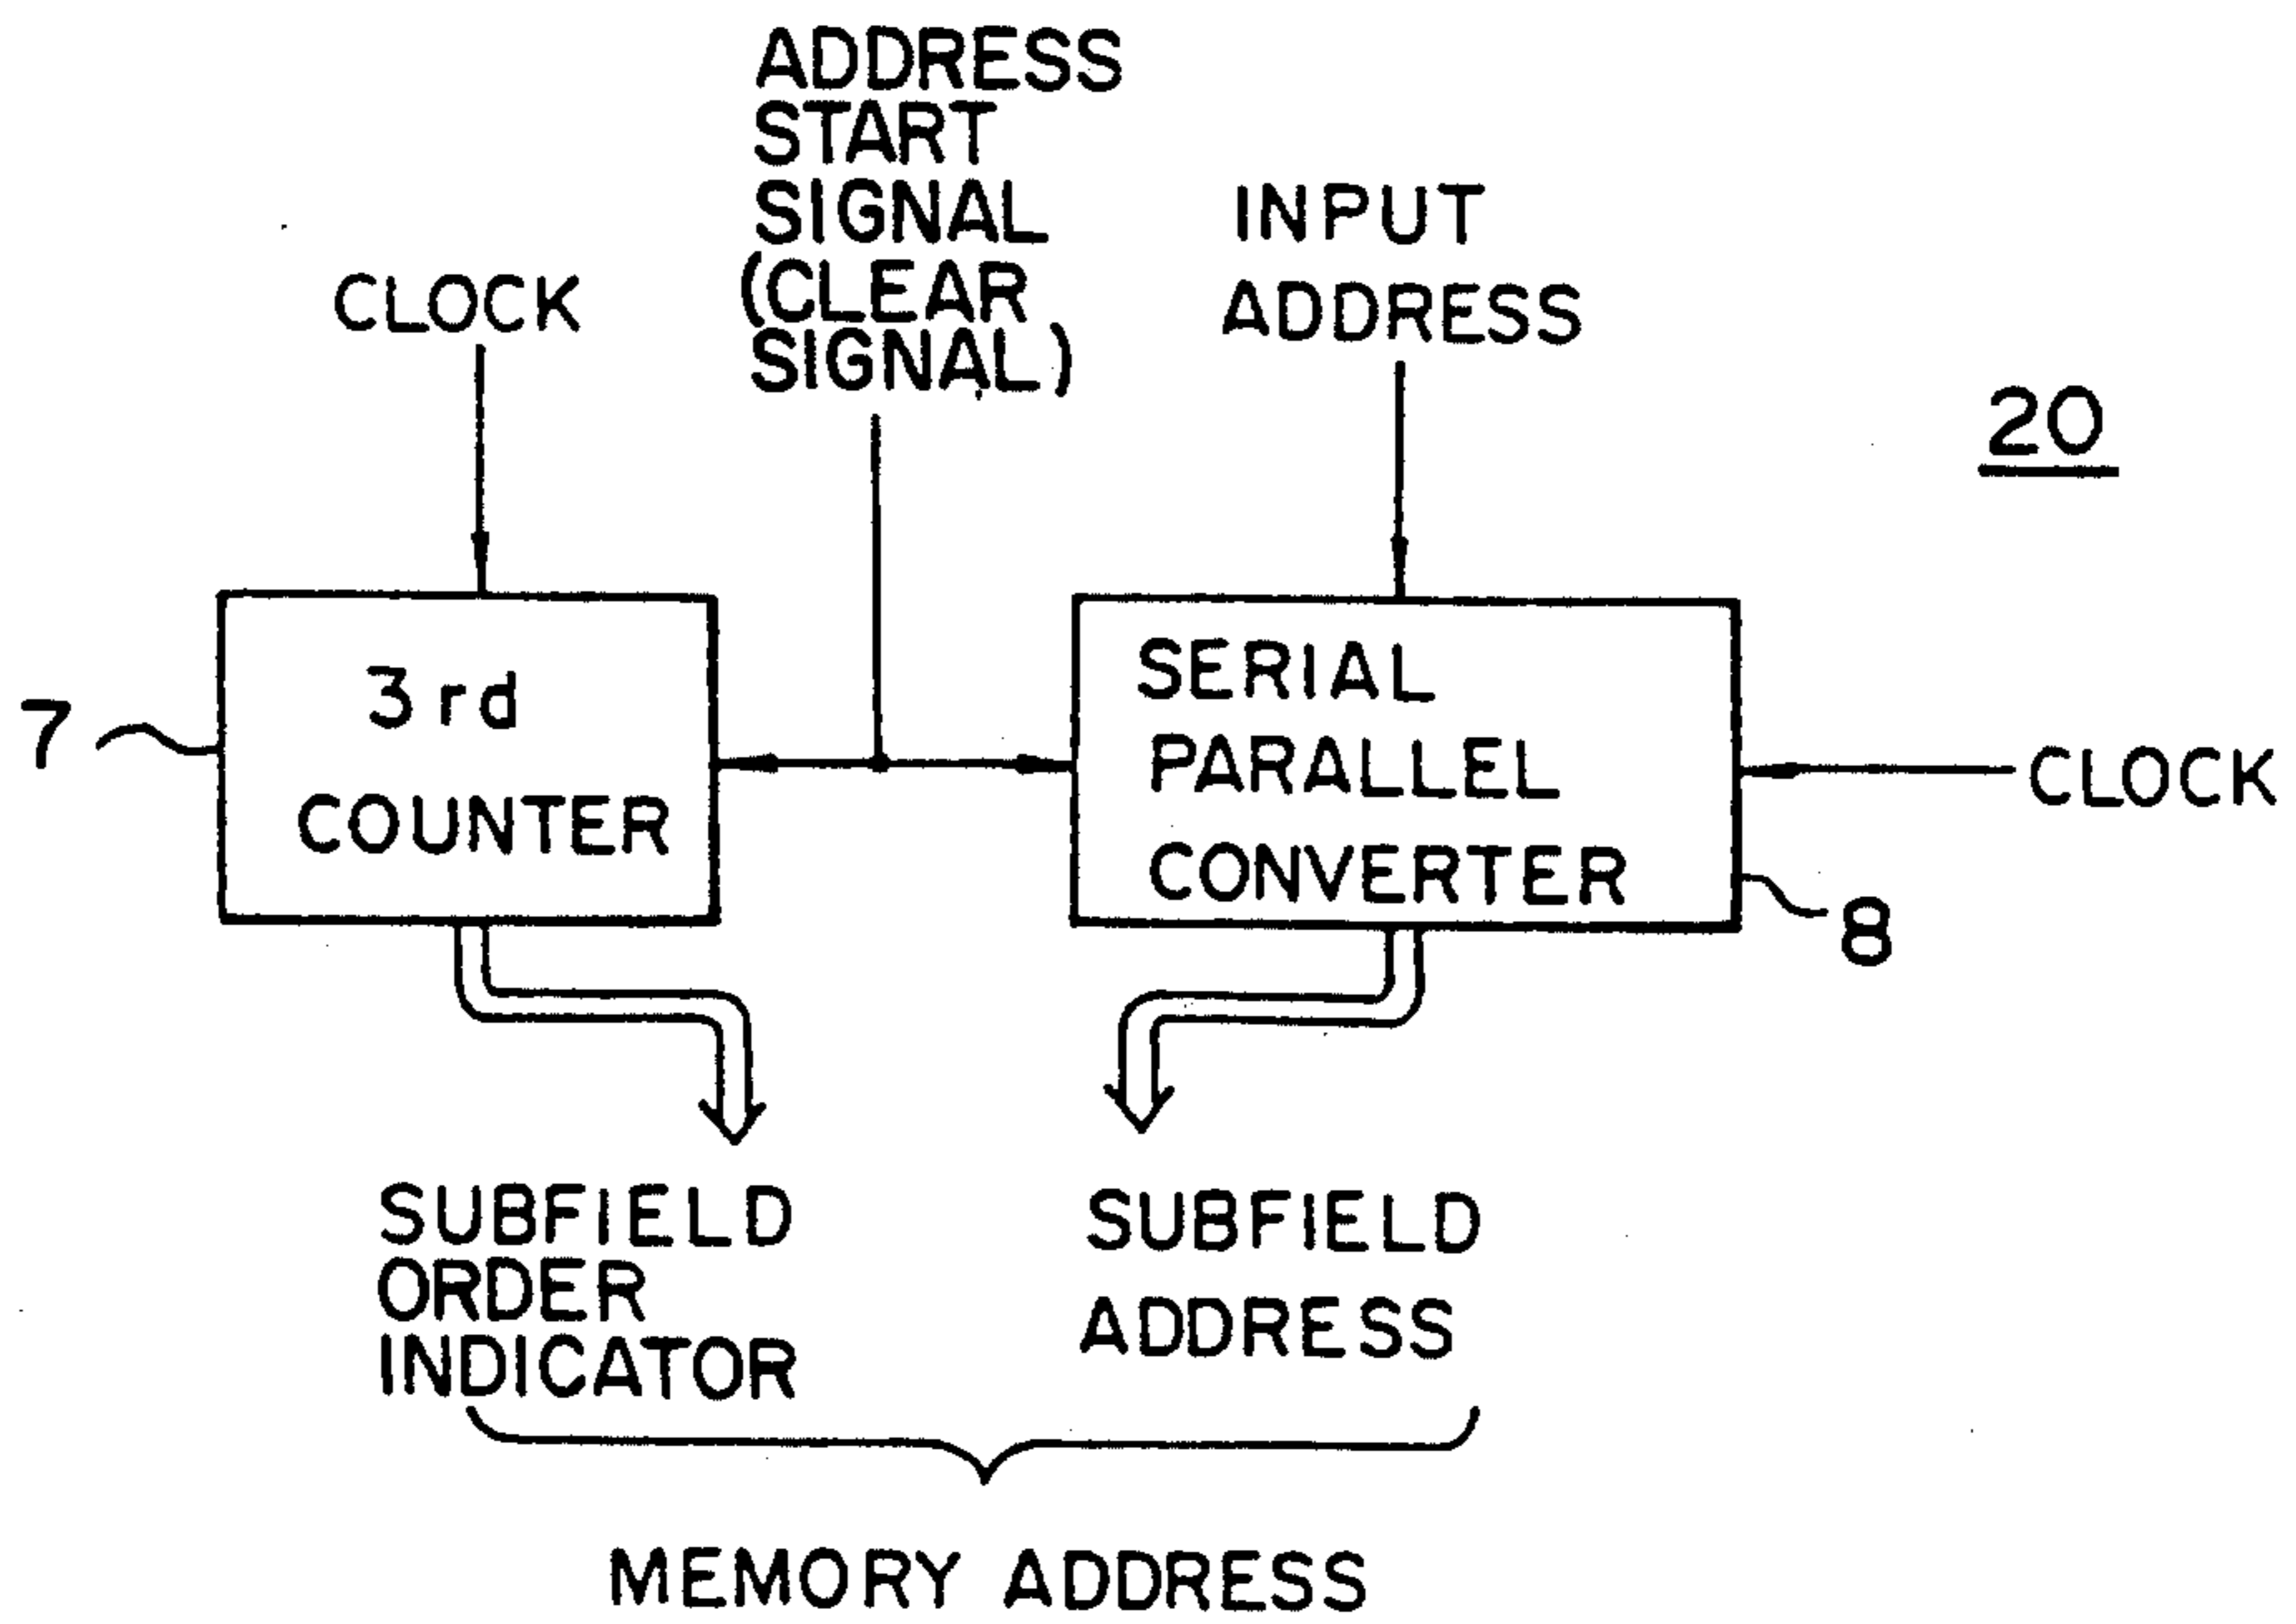 ADDRESS
START
SIGNAL
(CLEAR
SIGNAL)
INPUT
ADDRESS
CLOCK
20
3rd
COUNTER
7
SERIAL
PARALLEL
CONVERTER
CLOCK
8
SUBFIELD
ORDER
INDICATOR
SUBFIELD
ADDRESS
MEMORY ADDRESS